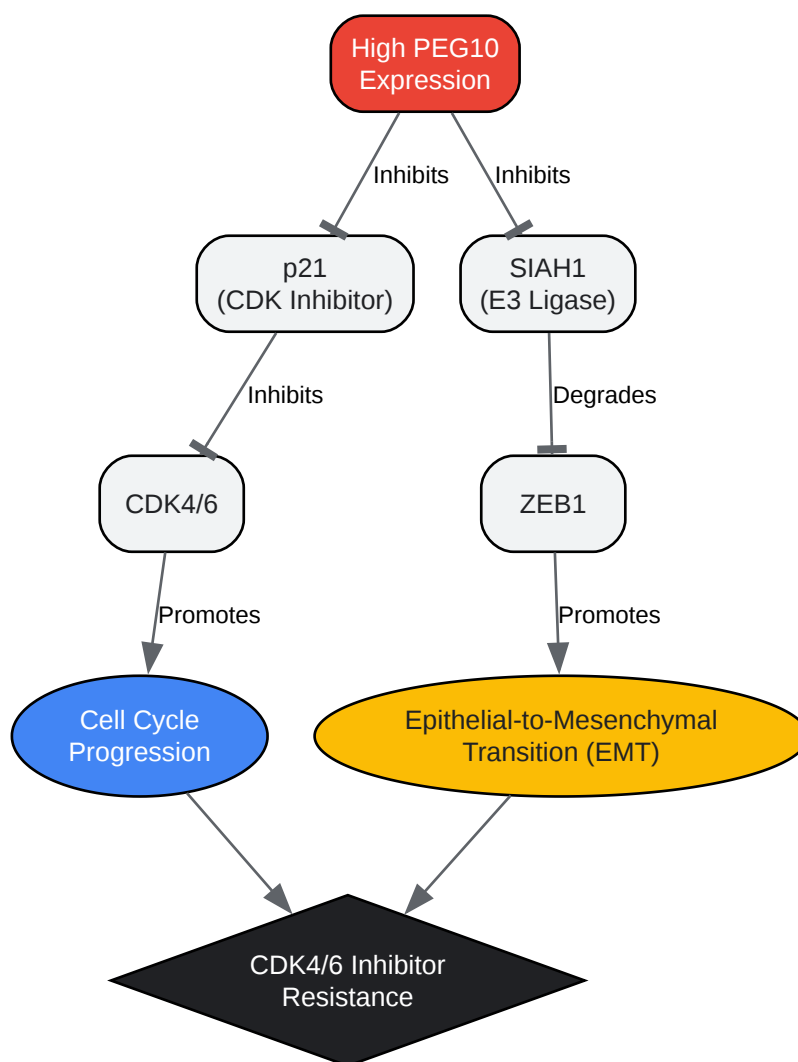 High PEG10
Expression
Inhibits
Inhibits
p21
(CDK Inhibitor)
SIAH1
(E3 Ligase)
Inhibits
Degrades
CDK4/6
ZEB1
Promotes
Promotes
Cell Cycle
Progression
Epithelial-to-Mesenchymal
Transition (EMT)
CDK4/6 Inhibitor
Resistance